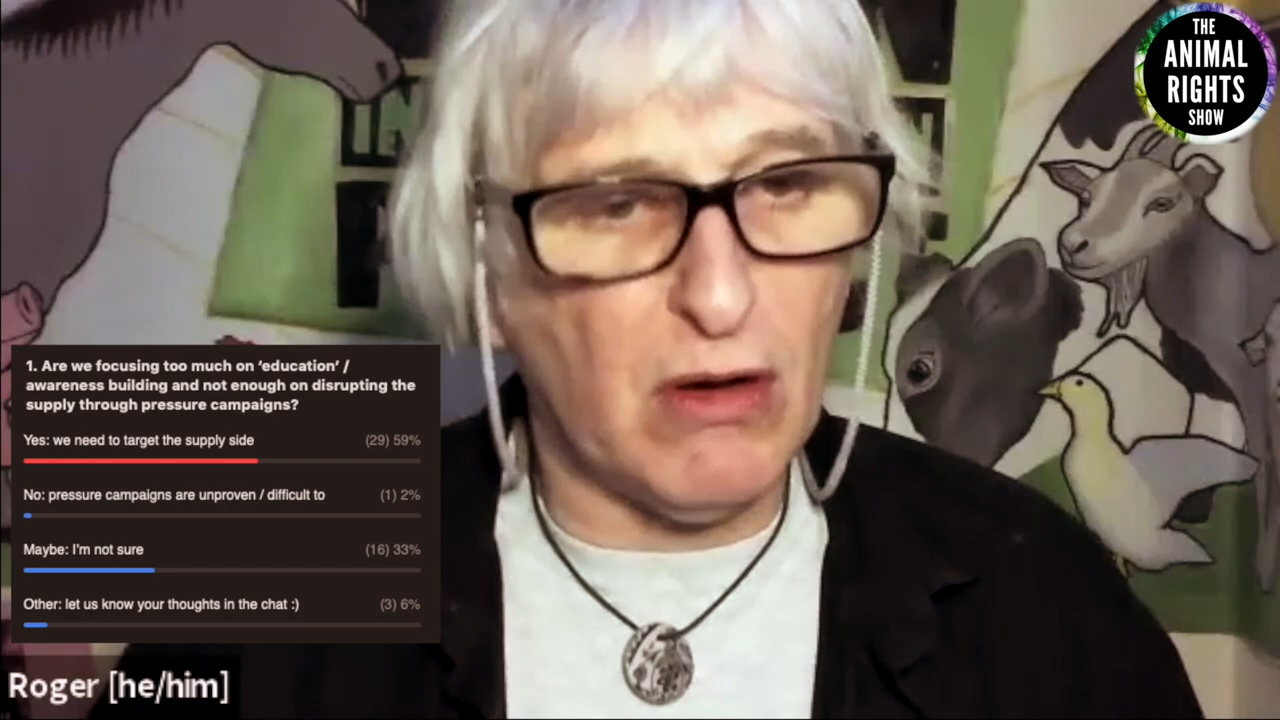 THE
ANIMAL
RIGHTS
SHOW
1. Are we focusing too much on ‘education’ /
awareness building and not enough on disrupting the
supply through pressure campaigns?
Yes: we need to target the supply side (29) 59%
No: pressure campaigns are unproven / difficult to (1) 2%
Maybe: I'm not sure (16) 33%
Other: let us know your thoughts in the chat :) (3) 6%
Roger [he/him]